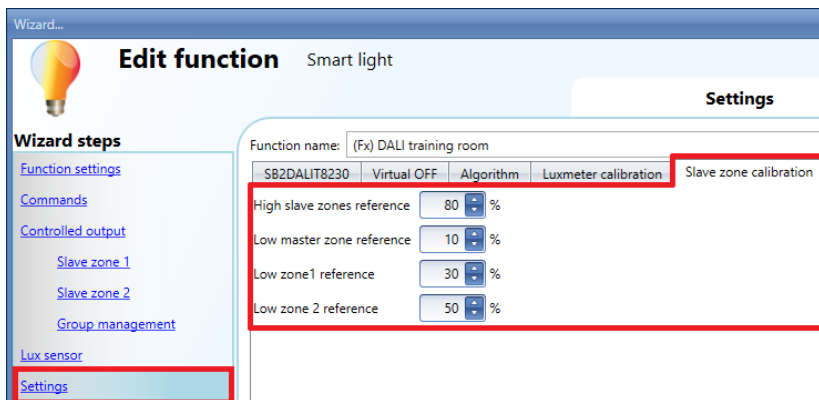 Wizard...
Edit function Smart light
Settings
Wizard steps
Function settings
Commands
Controlled output
Slave zone 1
Slave zone 2
Group management
Lux sensor
Settings
Function name: (Fx) DALI training room
SB2DALIT8230 Virtual OFF Algorithm Luxmeter calibration Slave zone calibration
High slave zones reference 80 %
Low master zone reference 10 %
Low zone1 reference 30 %
Low zone 2 reference 50 %